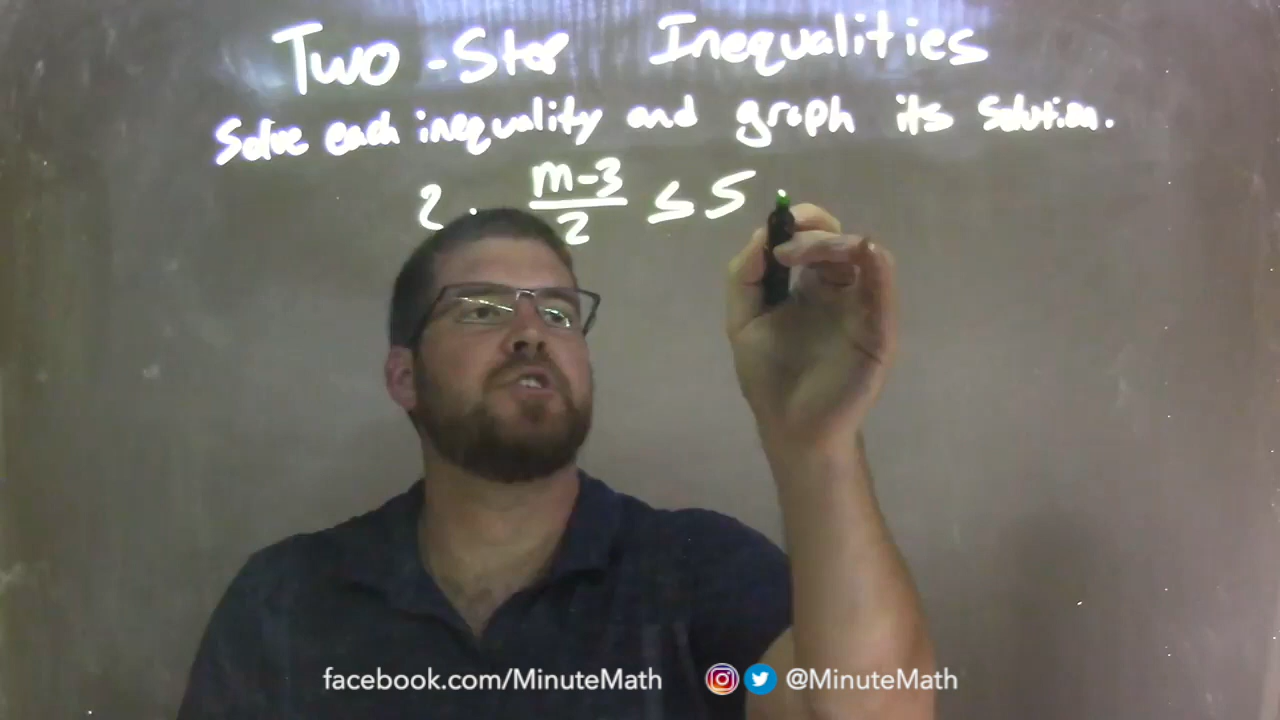 Two-Step Inequalities
Solve each inequality and graph its solution.
2. m-3/2 ≤ 5
facebook.com/MinuteMath @MinuteMath